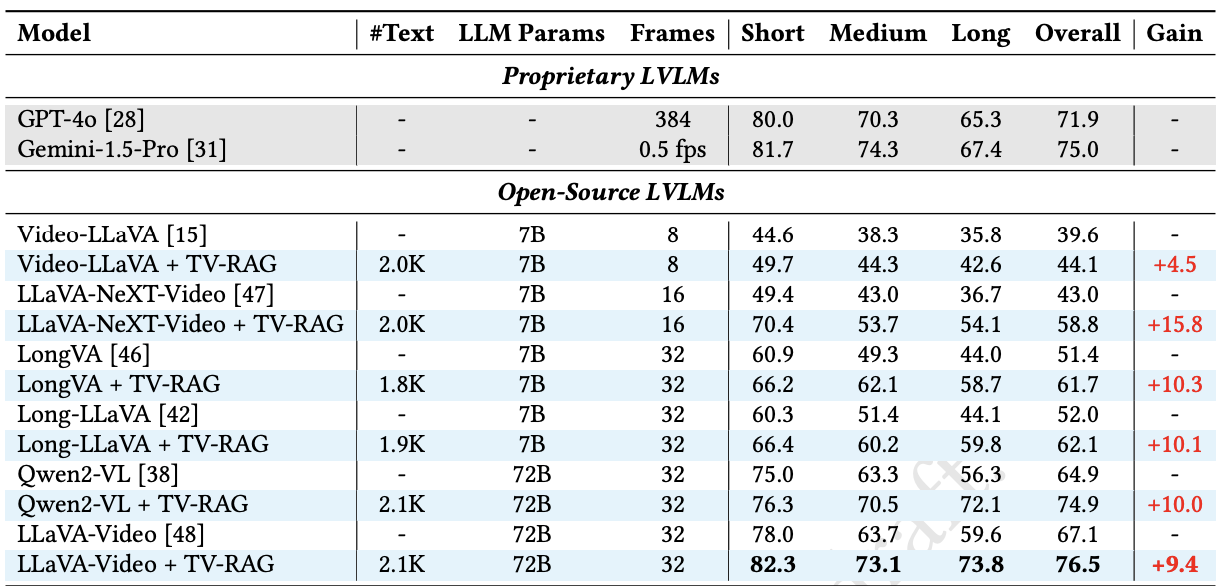 Model #Text LLM Params Frames Short Medium Long Overall Gain
Proprietary LVLMs
GPT-4o [28] - - 384 80.0 70.3 65.3 71.9 -
Gemini-1.5-Pro [31] - - 0.5 fps 81.7 74.3 67.4 75.0 -
Open-Source LVLMs
Video-LLaVA [15] - 7B 8 44.6 38.3 35.8 39.6 -
Video-LLaVA + TV-RAG 2.0K 7B 8 49.7 44.3 42.6 44.1 +4.5
LLaVA-NeXT-Video [47] - 7B 16 49.4 43.0 36.7 43.0 -
LLaVA-NeXT-Video + TV-RAG 2.0K 7B 16 70.4 53.7 54.1 58.8 +15.8
LongVA [46] - 7B 32 60.9 49.3 44.0 51.4 -
LongVA + TV-RAG 1.8K 7B 32 66.2 62.1 58.7 61.7 +10.3
Long-LLaVA [42] - 7B 32 60.3 51.4 44.1 52.0 -
Long-LLaVA + TV-RAG 1.9K 7B 32 66.4 60.2 59.8 62.1 +10.1
Qwen2-VL [38] - 72B 32 75.0 63.3 56.3 64.9 -
Qwen2-VL + TV-RAG 2.1K 72B 32 76.3 70.5 72.1 74.9 +10.0
LLaVA-Video [48] - 72B 32 78.0 63.7 59.6 67.1 -
LLaVA-Video + TV-RAG 2.1K 72B 32 82.3 73.1 73.8 76.5 +9.4